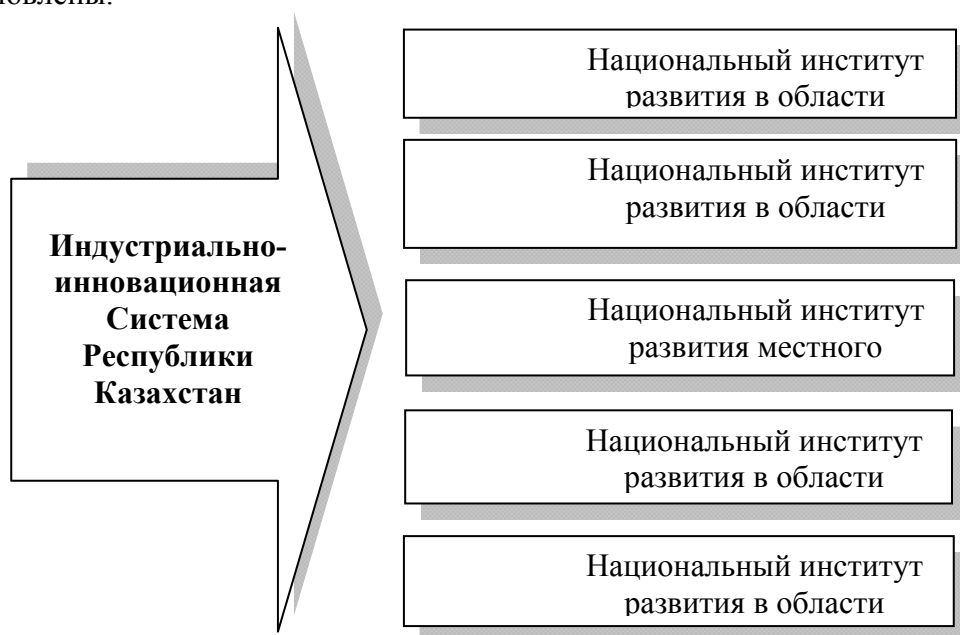 новлены.
Индустриально-
инновационная
Система
Республики
Казахстан
Национальный институт
развития в области
Национальный институт
развития в области
Национальный институт
развития местного
Национальный институт
развития в области
Национальный институт
развития в области